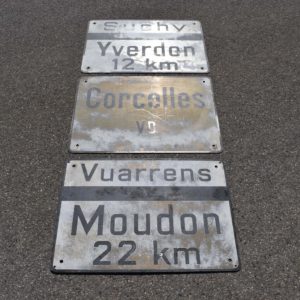 Suchy
Yverdon
12 km
Corcelles
VD
Vuarrens
Moudon
22 km